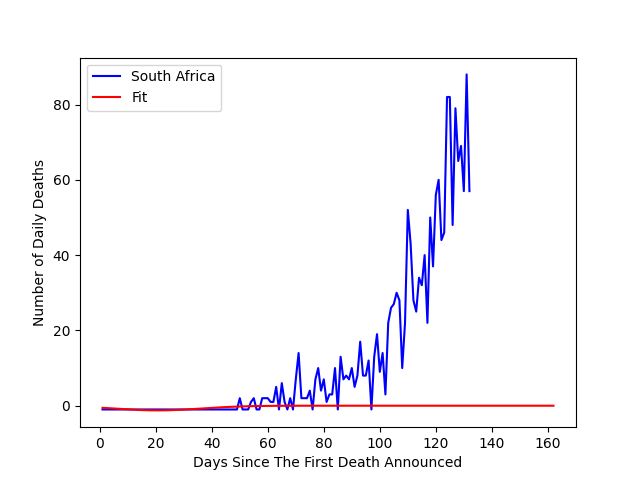 South Africa
Fit
80
60
40
20
0
Number of Daily Deaths
0 20 40 60 80 100 120 140 160
Days Since The First Death Announced